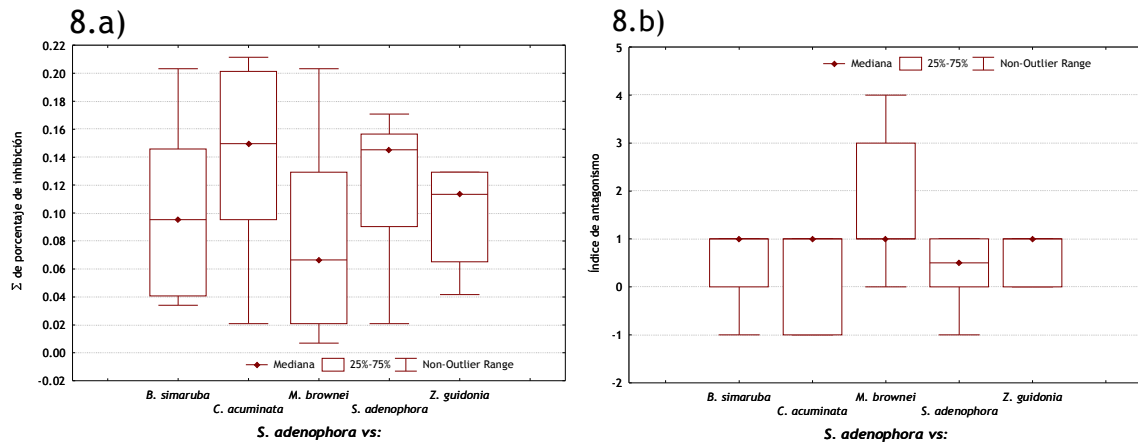 8.a)
0.22
0.20
0.18
0.16
0.14
0.12
0.10
0.08
0.06
0.04
0.02
0.00
-0.02
Σ de porcentaje de inhibición
Mediana 25%-75% Non-Outlier Range
B. simaruba M. brownei Z. guidonia
C. acuminata S. adenophora
S. adenophora vs:
8.b)
5
4
3
2
1
0
-1
-2
Índice de antagonismo
Mediana 25%-75% Non-Outlier Range
B. simaruba M. brownei Z. guidonia
C. acuminata S. adenophora
S. adenophora vs: